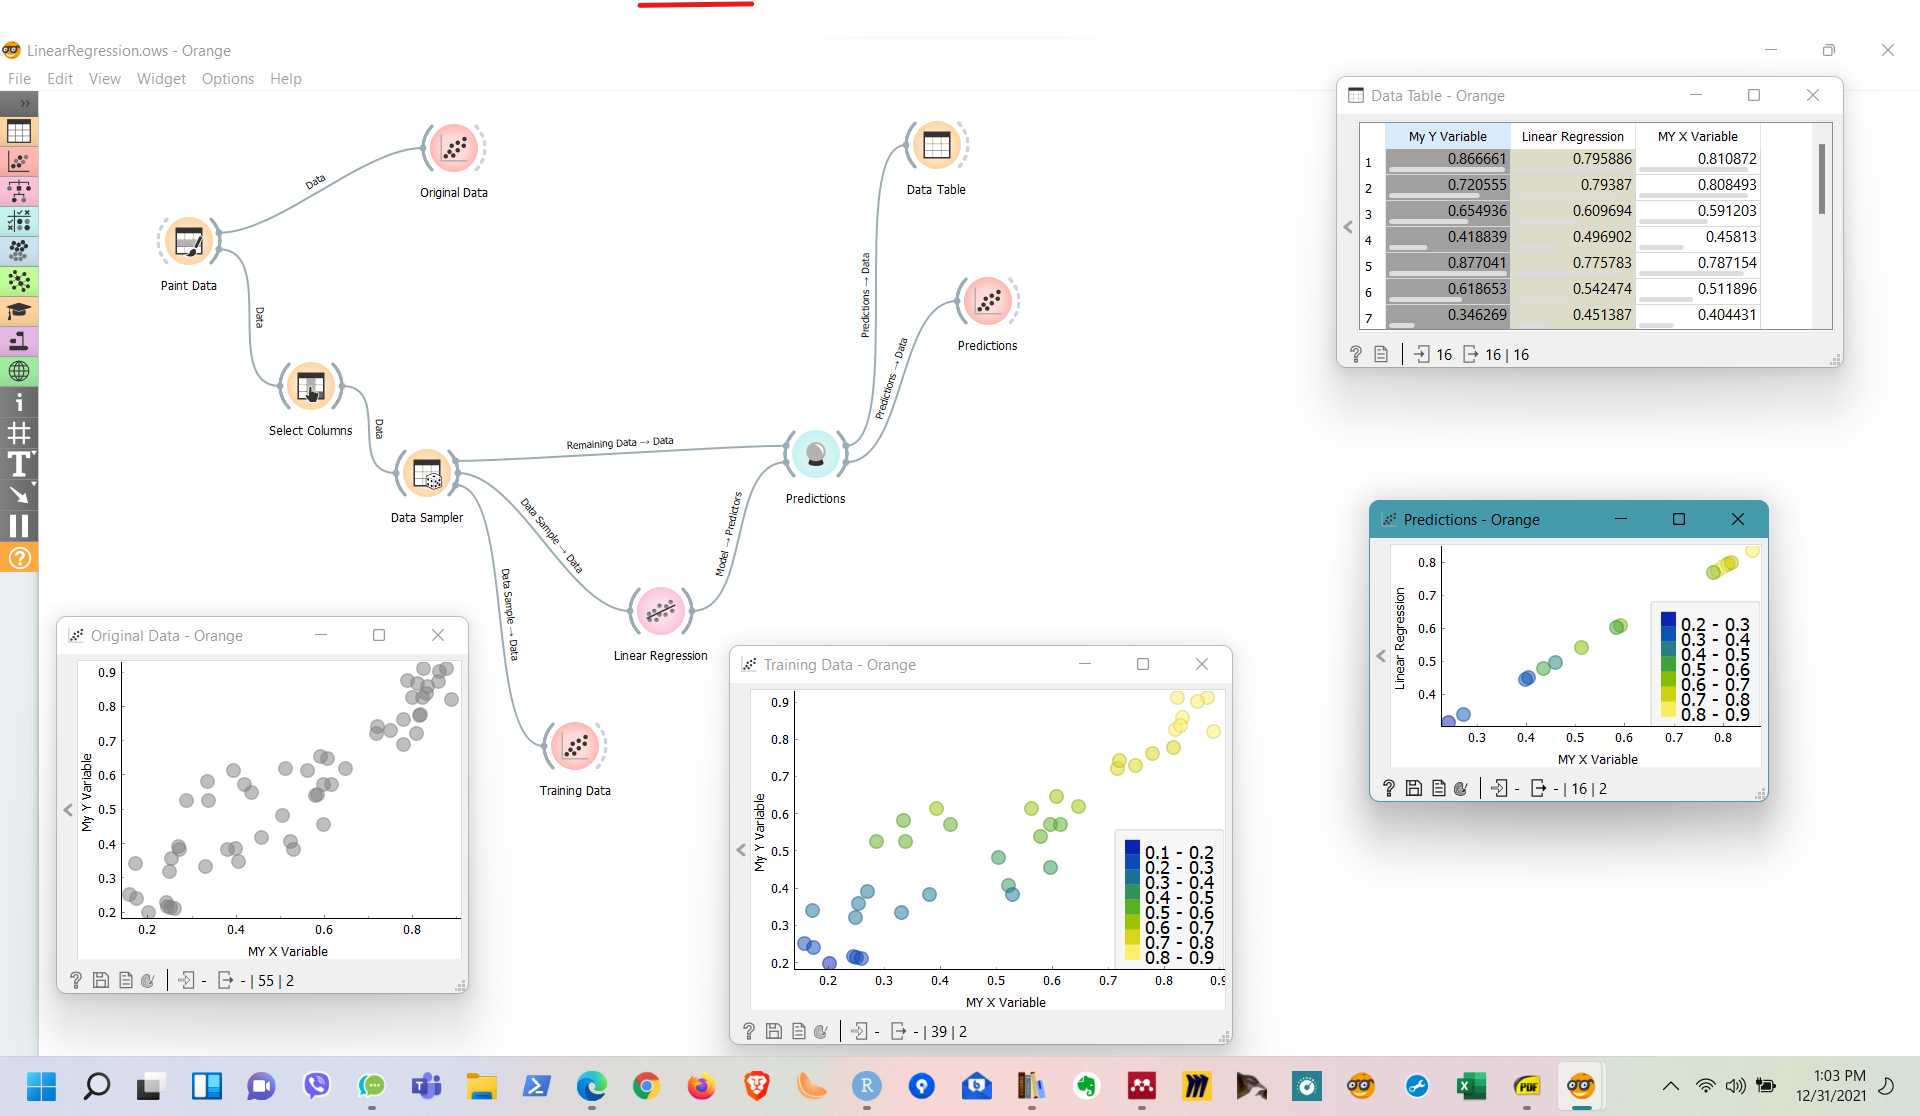 LinearRegression.ows - Orange
File Edit View Widget Options Help
Original Data
Data
Paint Data
Data
Select Columns
Data
Data Sampler
Remaining Data → Data
Data Sample → Data
Data Sample → Data
Model → Predictors
Predictions
Predictions → Data
Predictions → Data
Data Table
Predictions
Linear Regression
Training Data
Data Table - Orange
My Y Variable Linear Regression MY X Variable
1 0.866661 0.795886 0.810872
2 0.720555 0.79387 0.808493
3 0.654936 0.609694 0.591203
4 0.418839 0.496902 0.45813
5 0.877041 0.775783 0.787154
6 0.618653 0.542474 0.511896
7 0.346269 0.451387 0.404431
? 16 16 | 16
Predictions - Orange
Linear Regression
0.8
0.7
0.6
0.5
0.4
0.2 - 0.3
0.3 - 0.4
0.4 - 0.5
0.5 - 0.6
0.6 - 0.7
0.7 - 0.8
0.8 - 0.9
0.3 0.4 0.5 0.6 0.7 0.8
MY X Variable
? - - | 16 | 2
Original Data - Orange
My Y Variable
0.9
0.8
0.7
0.6
0.5
0.4
0.3
0.2
0.2 0.4 0.6 0.8
MY X Variable
? - - | 55 | 2
Training Data - Orange
My Y Variable
0.9
0.8
0.7
0.6
0.5
0.4
0.3
0.2
0.1 - 0.2
0.2 - 0.3
0.3 - 0.4
0.4 - 0.5
0.5 - 0.6
0.6 - 0.7
0.7 - 0.8
0.8 - 0.9
0.2 0.3 0.4 0.5 0.6 0.7 0.8 0.9
MY X Variable
? - - | 39 | 2
R
PDF
1:03 PM
12/31/2021